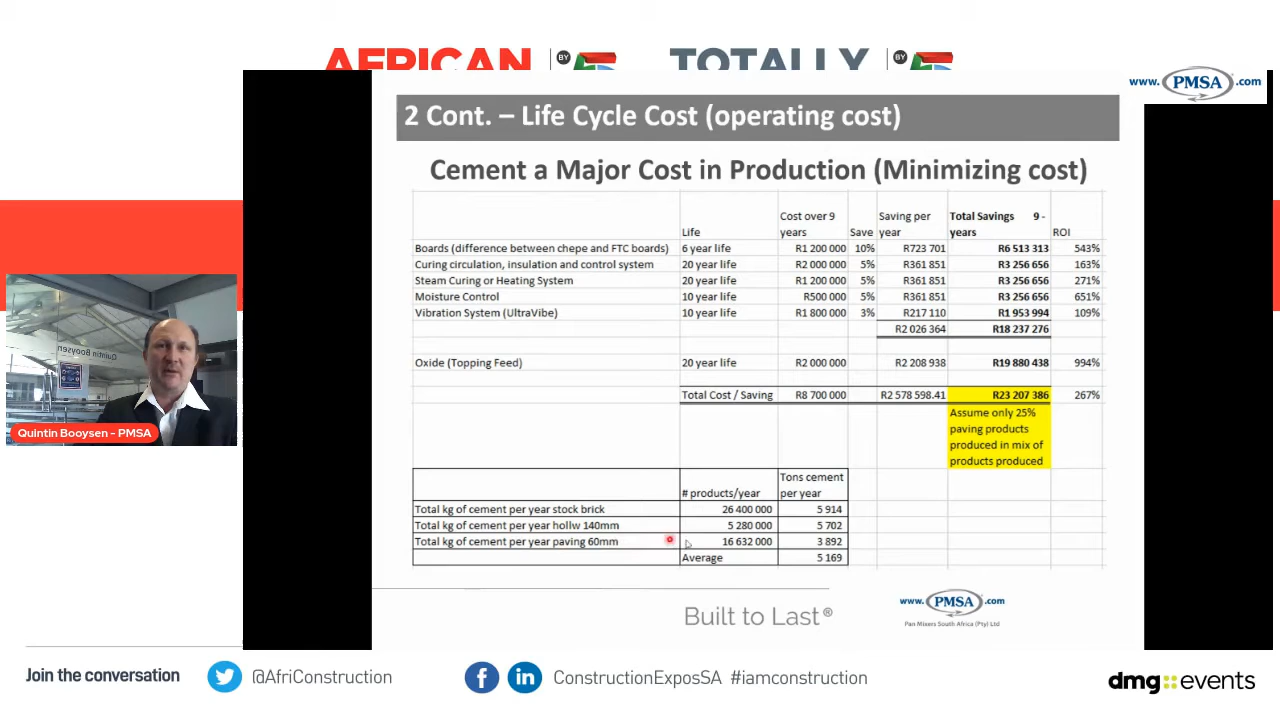 AFRICAN BY
TOTALLY BY
www.PMSA.com
2 Cont. – Life Cycle Cost (operating cost)
Cement a Major Cost in Production (Minimizing cost)
Life Cost over 9 years Save Saving per year Total Savings 9 - years ROI
Boards (difference between chepe and FTC boards) 6 year life R1 200 000 10% R723 701 R6 513 313 543%
Curing circulation, insulation and control system 20 year life R2 000 000 5% R361 851 R3 256 656 163%
Steam Curing or Heating System 20 year life R1 200 000 5% R361 851 R3 256 656 271%
Moisture Control 10 year life R500 000 5% R361 851 R3 256 656 651%
Vibration System (UltraVibe) 10 year life R1 800 000 3% R217 110 R1 953 994 109%
R2 026 364 R18 237 276
Oxide (Topping Feed) 20 year life R2 000 000 R2 208 938 R19 880 438 994%
Total Cost / Saving R8 700 000 R2 578 598.41 R23 207 386 267%
Assume only 25%
paving products
produced in mix of
products produced
# products/year Tons cement per year
Total kg of cement per year stock brick 26 400 000 5 914
Total kg of cement per year hollw 140mm 5 280 000 5 702
Total kg of cement per year paving 60mm 16 632 000 3 892
Average 5 169
Quintin Booysen
Quintin Booysen - PMSA
Built to Last®
www.PMSA.com
Pan Mixers South Africa (Pty) Ltd
Join the conversation @AfriConstruction ConstructionExposSA #iamconstruction
dmg::events